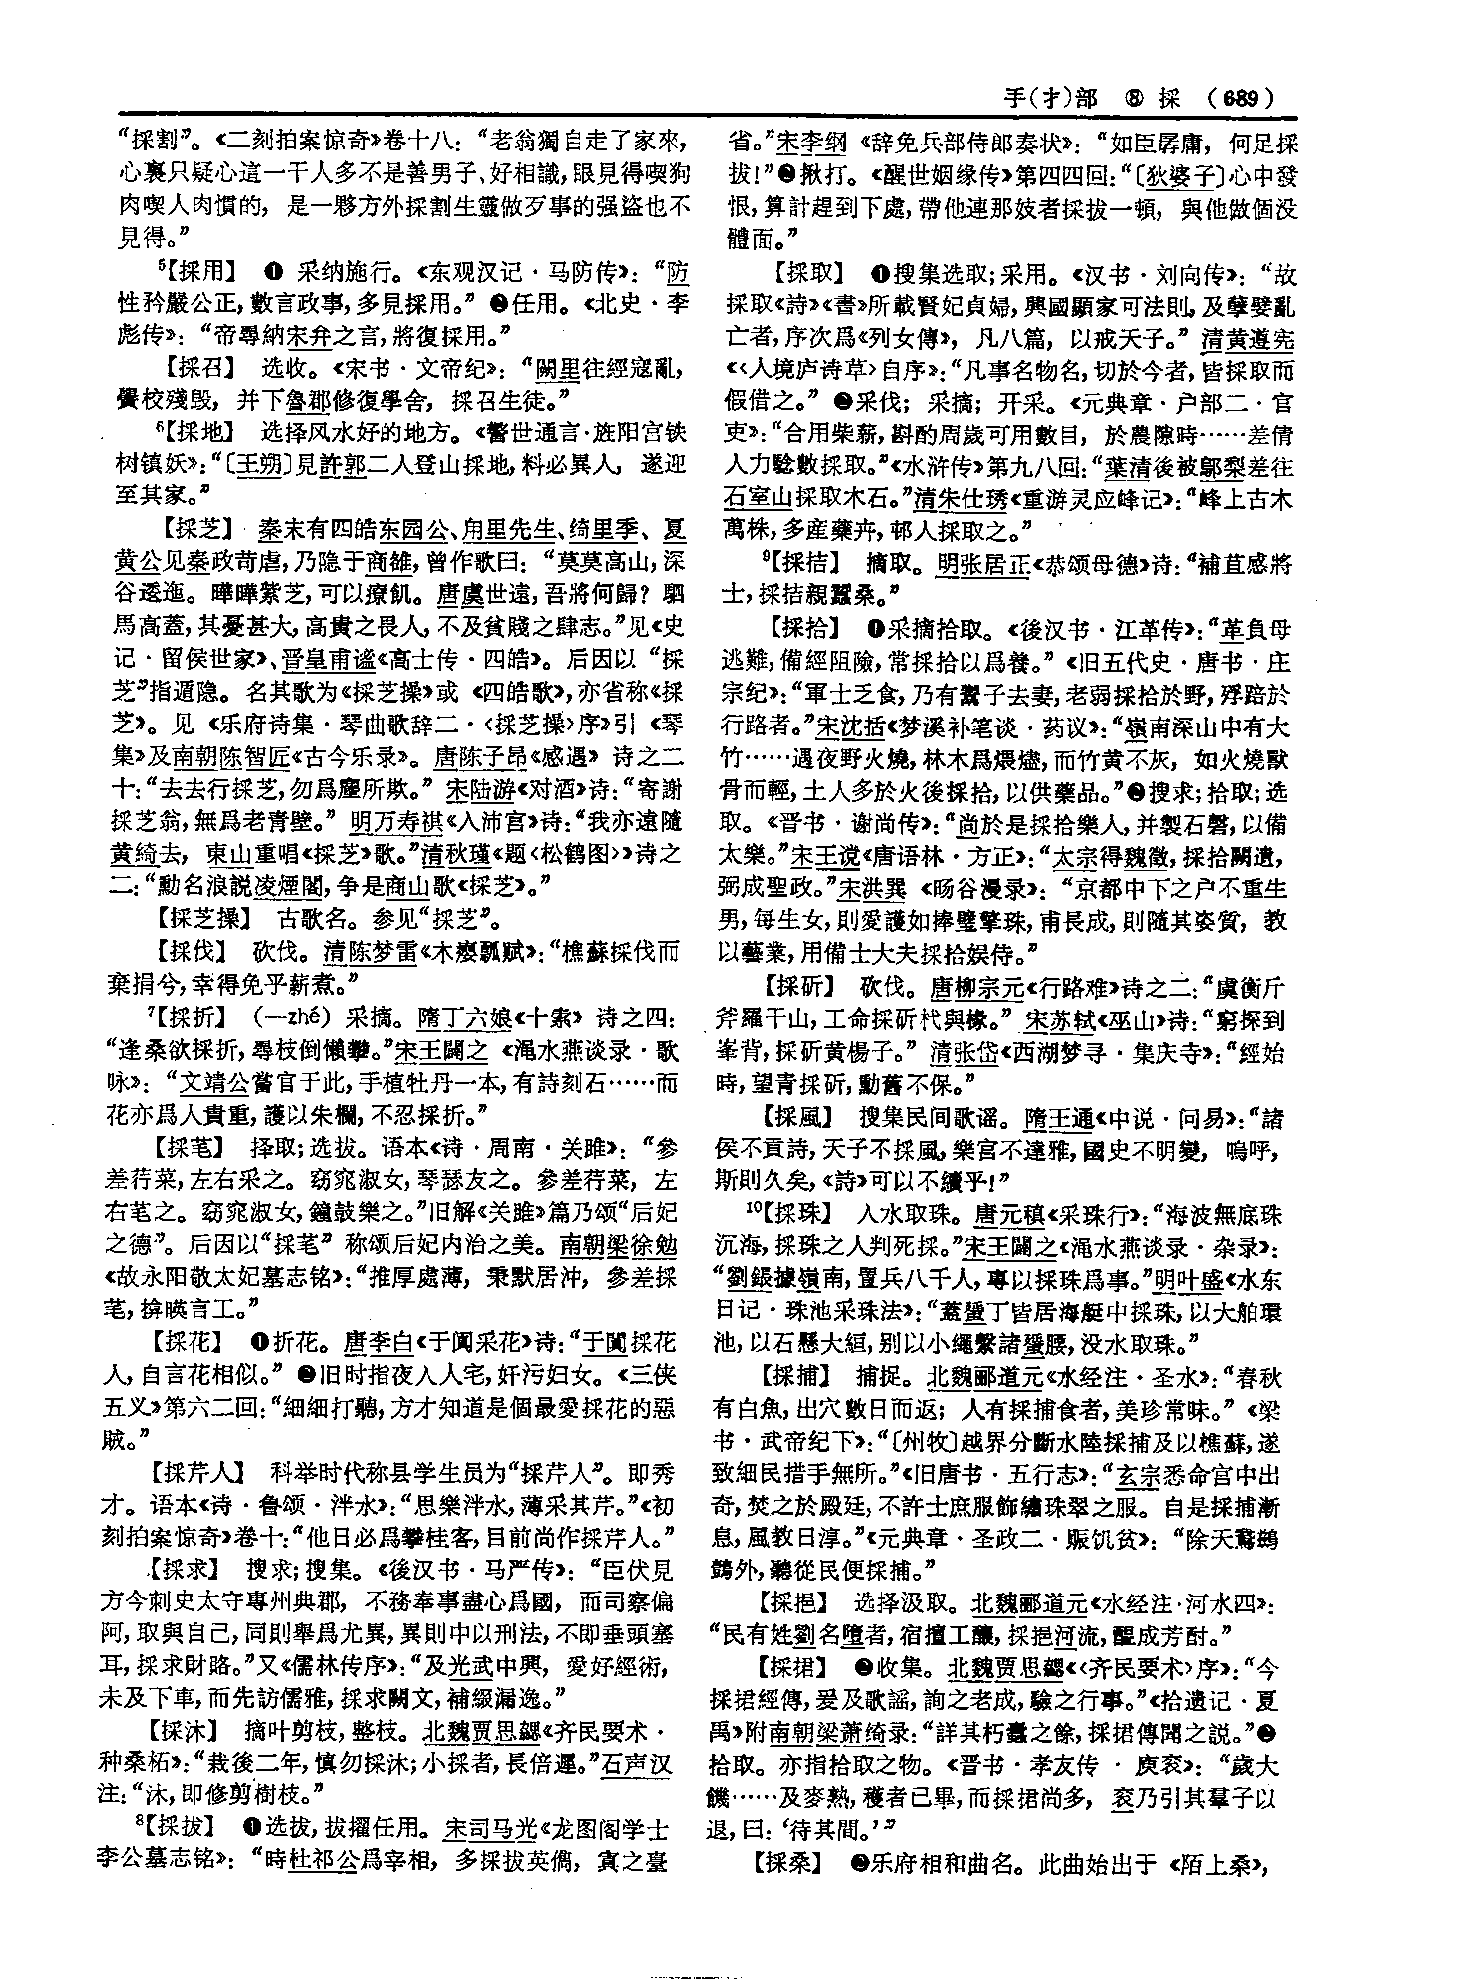 手(扌)部　⑧　採　(689)
“採割”。《二刻拍案惊奇》卷十八：“老翁獨自走了家來，
心裏只疑心這一干人多不是善男子、好相識，眼見得喫狗
肉喫人肉慣的，是一夥方外採割生靈做歹事的强盜也不
見得。”
5【採用】　❶　采纳施行。《东观汉记·马防传》：“防
性矜嚴公正，數言政事，多見採用。”❷任用。《北史·李
彪传》：“帝尋納宋弁之言，將復採用。”
【採召】　选收。《宋书·文帝纪》：“闕里往經寇亂，
黌校殘毁，并下魯郡修復學舍，採召生徒。”
6【採地】　选择风水好的地方。《警世通言·旌阳宫铁
树镇妖》：“〔王朔〕見許郭二人登山採地，料必異人，遂迎
至其家。”
【採芝】　秦末有四皓东园公、甪里先生、绮里季、夏
黄公见秦政苛虐，乃隐于商雒，曾作歌曰：“莫莫高山，深
谷逶迤。曄曄紫芝，可以療飢。唐虞世遠，吾將何歸？駟
馬高蓋，其憂甚大，高貴之畏人，不及貧賤之肆志。”见《史
记·留侯世家》、晋皇甫谧《高士传·四皓》。后因以“採
芝”指遁隐。名其歌为《採芝操》或《四皓歌》，亦省称《採
芝》。见《乐府诗集·琴曲歌辞二·〈採芝操〉序》引《琴
集》及南朝陈智匠《古今乐录》。唐陈子昂《感遇》诗之二
十：“去去行採芝，勿爲塵所欺。”宋陆游《对酒》诗：“寄謝
採芝翁，無爲老青壁。”明万寿祺《入沛宫》诗：“我亦遠隨
黄綺去，東山重唱《採芝》歌。”清秋瑾《题〈松鹤图〉》诗之
二：“勳名浪説凌煙閣，争是商山歌《採芝》。”
【採芝操】　古歌名。参见“採芝”。
【採伐】　砍伐。清陈梦雷《木瘿瓢赋》：“樵蘇採伐而
棄捐兮，幸得免乎薪煮。”
7【採折】　(—zhé)　采摘。隋丁六娘《十索》诗之四：
“逢桑欲採折，尋枝倒懶攀。”宋王闢之《渑水燕谈录·歌
咏》：“文靖公嘗官于此，手植牡丹一本，有詩刻石……而
花亦爲人貴重，護以朱欄，不忍採折。”
【採芼】　择取；选拔。语本《诗·周南·关雎》：“參
差荇菜，左右采之。窈窕淑女，琴瑟友之。參差荇菜，左
右芼之。窈窕淑女，鐘鼓樂之。”旧解《关雎》篇乃颂“后妃
之德”。后因以“採芼”称颂后妃内治之美。南朝梁徐勉
《故永阳敬太妃墓志铭》：“推厚處薄，秉默居沖，參差採
芼，揜暎言工。”
【採花】　❶折花。唐李白《于阗采花》诗：“于闐採花
人，自言花相似。”❷旧时指夜入人宅，奸污妇女。《三侠
五义》第六二回：“細細打聽，方才知道是個最愛採花的惡
賊。”
【採芹人】　科举时代称县学生员为“採芹人”。即秀
才。语本《诗·鲁颂·泮水》：“思樂泮水，薄采其芹。”《初
刻拍案惊奇》卷十：“他日必爲攀桂客，目前尚作採芹人。”
【採求】　搜求；搜集。《後汉书·马严传》：“臣伏見
方今刺史太守專州典郡，不務奉事盡心爲國，而司察偏
阿，取與自己，同則舉爲尤異，異則中以刑法，不即垂頭塞
耳，採求財賂。”又《儒林传序》：“及光武中興，愛好經術，
未及下車，而先訪儒雅，採求闕文，補綴漏逸。”
【採沐】　摘叶剪枝，整枝。北魏贾思勰《齐民要术·
种桑柘》：“栽後二年，慎勿採沐；小採者，長倍遲。”石声汉
注：“沐，即修剪樹枝。”
8【採拔】　❶选拔，拔擢任用。宋司马光《龙图阁学士
李公墓志铭》：“時杜祁公爲宰相，多採拔英儁，寘之臺
省。”宋李纲《辞免兵部侍郎奏状》：“如臣孱庸，何足採
拔！”❷揪打。《醒世姻缘传》第四四回：“〔狄婆子〕心中發
恨，算計趕到下處，帶他連那妓者採拔一頓，與他做個没
體面。”
【採取】　❶搜集选取；采用。《汉书·刘向传》：“故
採取《詩》《書》所載賢妃貞婦，興國顯家可法則，及孽嬖亂
亡者，序次爲《列女傳》，凡八篇，以戒天子。”清黄遵宪
《〈人境庐诗草〉自序》：“凡事名物名，切於今者，皆採取而
假借之。”❷采伐；采摘；开采。《元典章·户部二·官
吏》：“合用柴薪，斟酌周歲可用數目，於農隙時……差倩
人力驗數採取。”《水浒传》第九八回：“葉清後被鄔梨差往
石室山採取木石。”清朱仕琇《重游灵应峰记》：“峰上古木
萬株，多産藥卉，邨人採取之。”
9【採拮】　摘取。明张居正《恭颂母德》诗：“補苴感將
士，採拮親蠶桑。”
【採拾】　❶采摘拾取。《後汉书·江革传》：“革負母
逃難，備經阻險，常採拾以爲養。”《旧五代史·唐书·庄
宗纪》：“軍士乏食，乃有鬻子去妻，老弱採拾於野，殍踣於
行路者。”宋沈括《梦溪补笔谈·药议》：“嶺南深山中有大
竹……遇夜野火燒，林木爲煨燼，而竹黄不灰，如火燒獸
骨而輕，土人多於火後採拾，以供藥品。”❷搜求；拾取；选
取。《晋书·谢尚传》：“尚於是採拾樂人，并製石磬，以備
太樂。”宋王谠《唐语林·方正》：“太宗得魏徵，採拾闕遺，
弼成聖政。”宋洪巽《旸谷漫录》：“京都中下之户不重生
男，每生女，則愛護如捧璧擎珠，甫長成，則隨其姿質，教
以藝業，用備士大夫採拾娱侍。”
【採斫】　砍伐。唐柳宗元《行路难》诗之二：“虞衡斤
斧羅千山，工命採斫杙與椽。”宋苏轼《巫山》诗：“窮探到
峯背，採斫黄楊子。”清张岱《西湖梦寻·集庆寺》：“經始
時，望青採斫，勳舊不保。”
【採風】　搜集民间歌谣。隋王通《中说·问易》：“諸
侯不貢詩，天子不採風，樂官不達雅，國史不明變，嗚呼，
斯則久矣，《詩》可以不續乎！”
10【採珠】　入水取珠。唐元稹《采珠行》：“海波無底珠
沉海，採珠之人判死採。”宋王闢之《渑水燕谈录·杂录》：
“劉鋹據嶺南，置兵八千人，專以採珠爲事。”明叶盛《水东
日记·珠池采珠法》：“蓋蜑丁皆居海艇中採珠，以大舶環
池，以石懸大絙，别以小繩繫諸蜑腰，没水取珠。”
【採捕】　捕捉。北魏郦道元《水经注·圣水》：“春秋
有白魚，出穴數日而返；人有採捕食者，美珍常味。”《梁
书·武帝纪下》：“〔州牧〕越界分斷水陸採捕及以樵蘇，遂
致細民措手無所。”《旧唐书·五行志》：“玄宗悉命宫中出
奇，焚之於殿廷，不許士庶服飾繡珠翠之服。自是採捕漸
息，風教日淳。”《元典章·圣政二·赈饥贫》：“除天鵞鵏
鶂外，聽從民便採捕。”
【採挹】　选择汲取。北魏郦道元《水经注·河水四》：
“民有姓劉名墮者，宿擅工釀，採挹河流，醖成芳酎。”
【採捃】　❶收集。北魏贾思勰《〈齐民要术〉序》：“今
採捃經傳，爰及歌謡，詢之老成，驗之行事。”《拾遗记·夏
禹》附南朝梁萧绮录：“詳其朽蠹之餘，採捃傳聞之説。”❷
拾取。亦指拾取之物。《晋书·孝友传·庾衮》：“歲大
饑……及麥熟，穫者已畢，而採捃尚多，衮乃引其羣子以
退，曰：‘待其間。’”
【採桑】　❶乐府相和曲名。此曲始出于《陌上桑》，